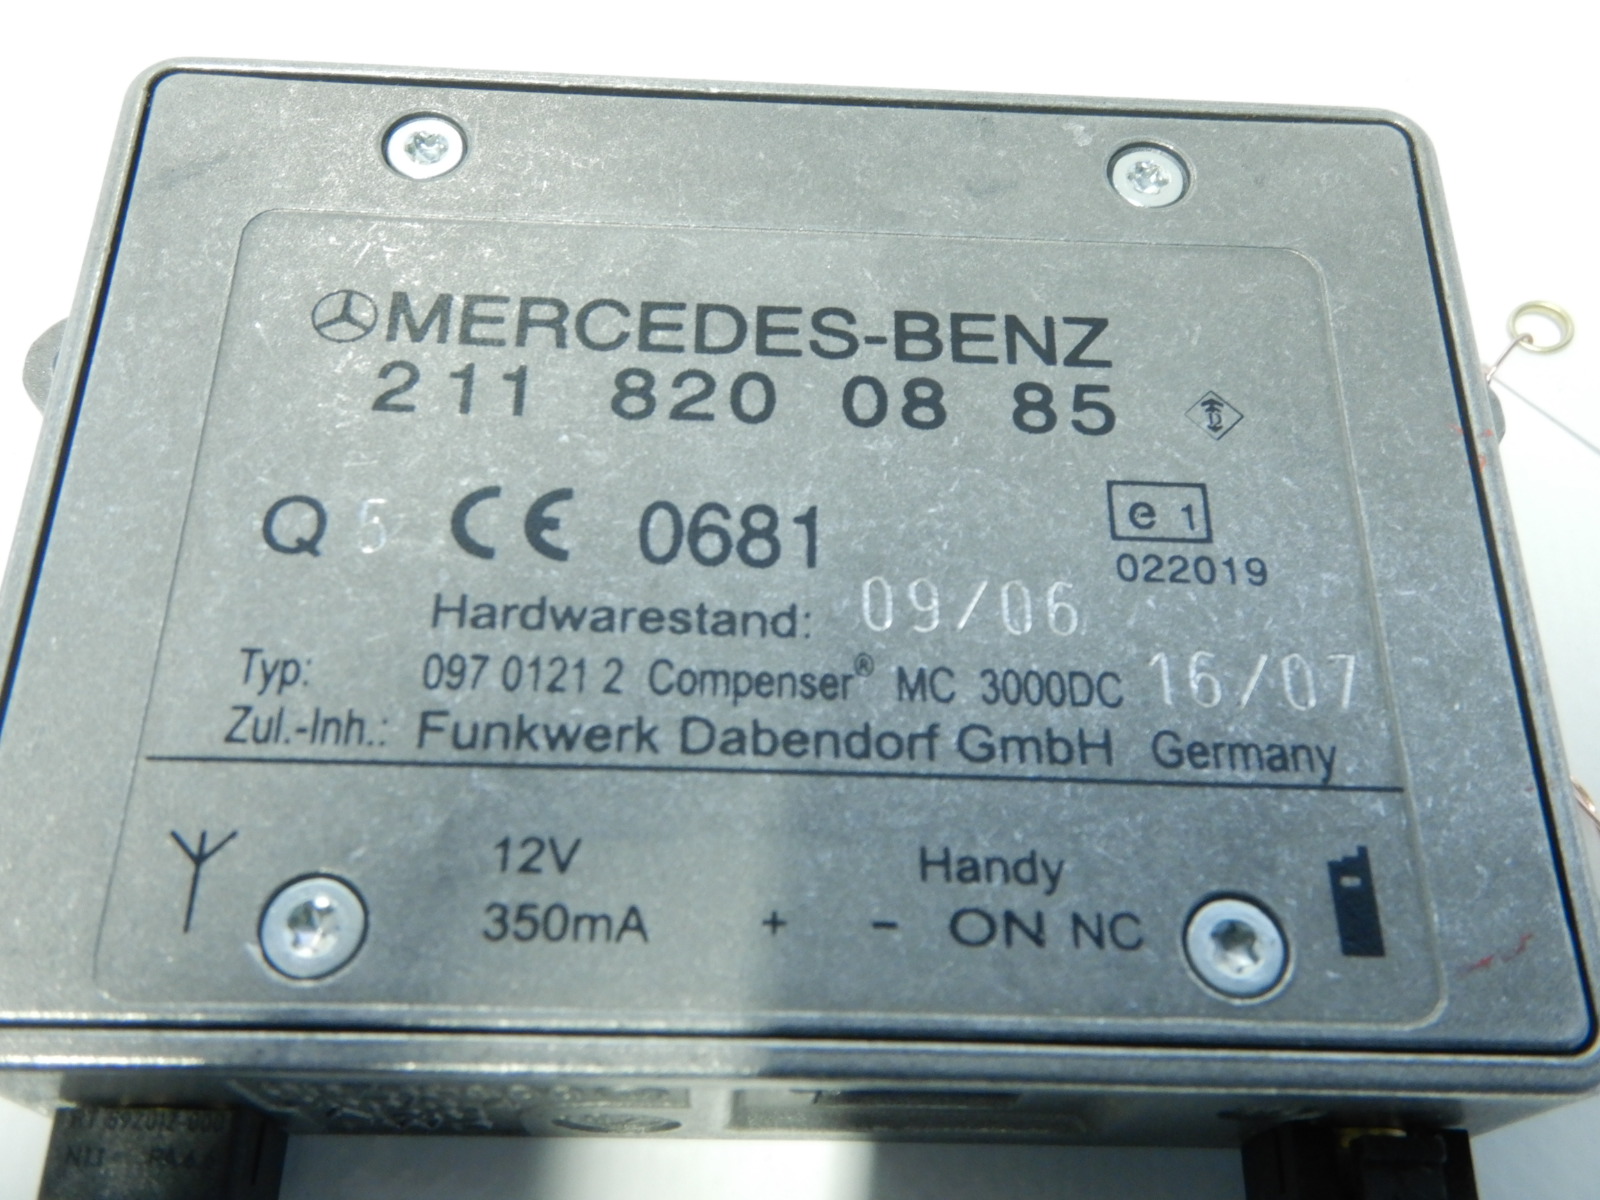 MERCEDES-BENZ
211 820 08 85
Q 5 CE 0681
e 1
022019
Hardwarestand: 09/06
Typ: 097 0121 2 Compenser® MC 3000DC 16/07
Zul.-Inh.: Funkwerk Dabendorf GmbH Germany
12V
Handy
350mA + - ON NC